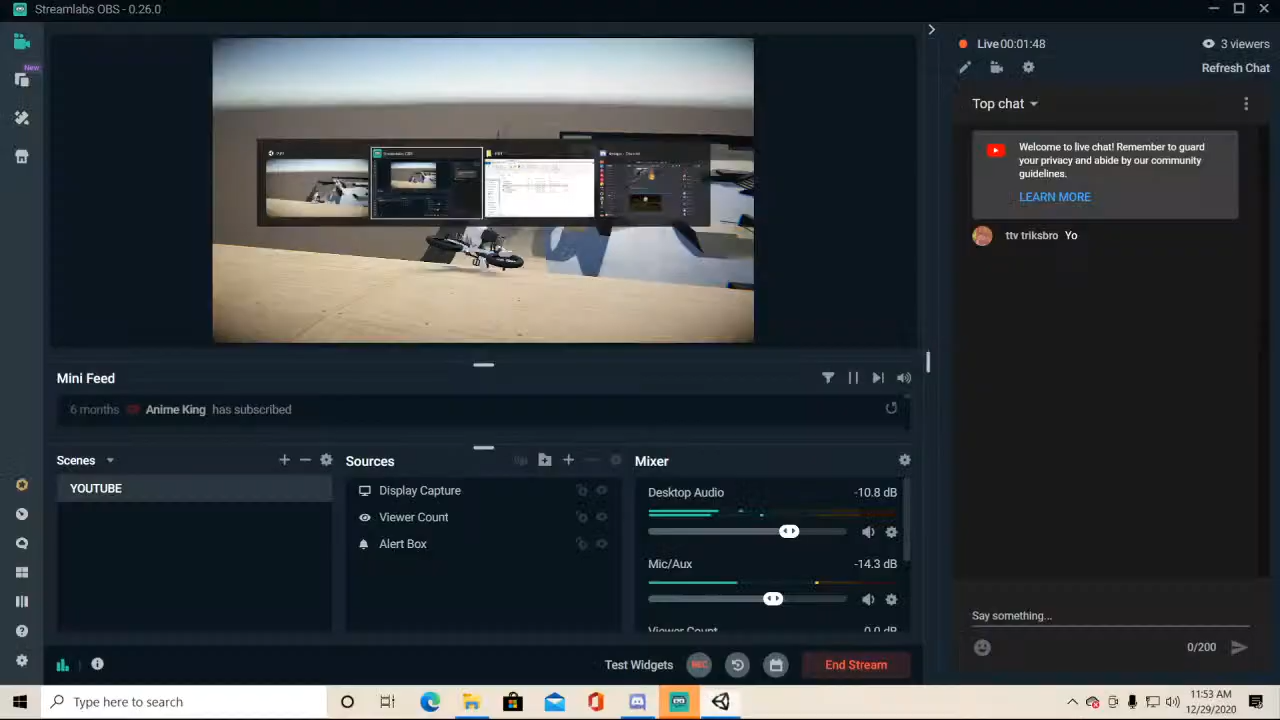 Streamlabs OBS - 0.26.0
Live 00:01:48
3 viewers
New
Refresh Chat
Top chat
Welcome to live chat! Remember to guard
your privacy and abide by our community
guidelines.
LEARN MORE
ttv triksbro Yo
Mini Feed
6 months Anime King has subscribed
Scenes
Sources
Mixer
YOUTUBE
Display Capture
Viewer Count
Alert Box
Desktop Audio -10.8 dB
Mic/Aux -14.3 dB
Viewer Count 0.0 dB
Say something...
0/200
Test Widgets
REC
End Stream
Type here to search
11:53 AM
12/29/2020